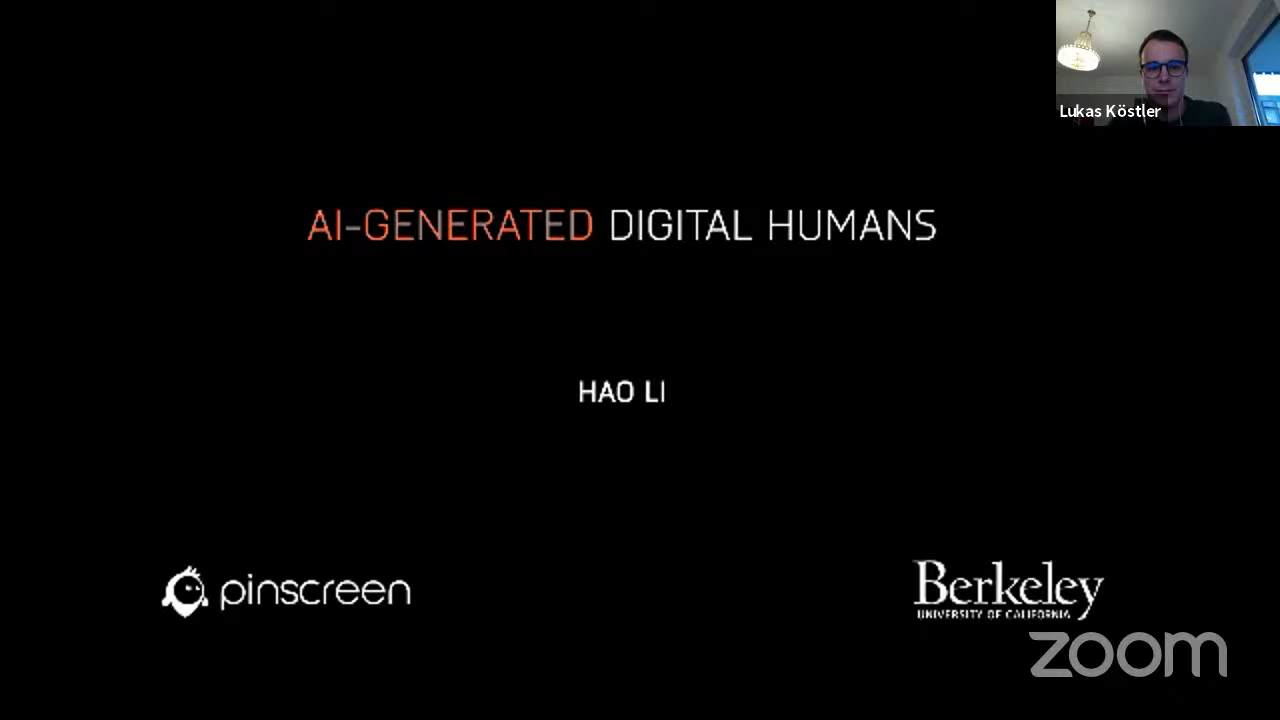 Lukas Köstler
AI-GENERATED DIGITAL HUMANS
HAO LI
pinscreen
Berkeley
UNIVERSITY OF CALIFORNIA
zoom